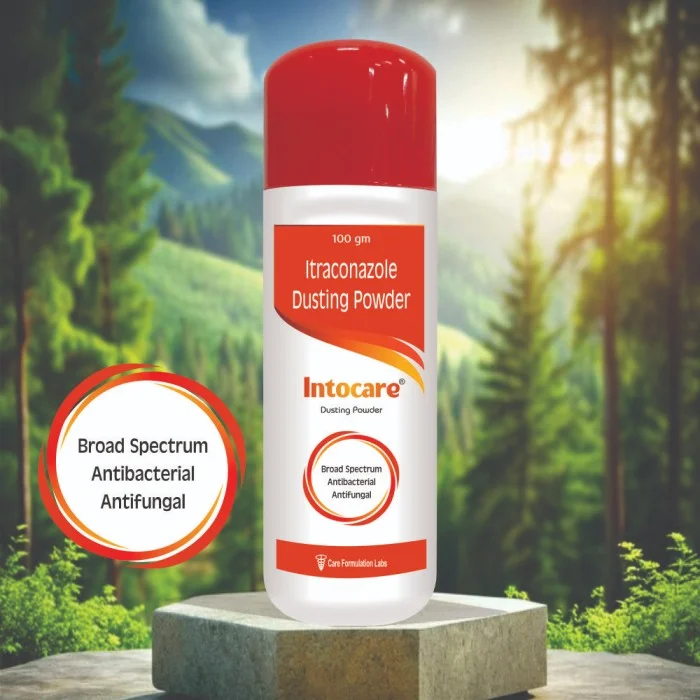 100 gm
Itraconazole
Dusting Powder
Intocare®
Dusting Powder
Broad Spectrum
Antibacterial
Antifungal
Care Formulation Labs
Broad Spectrum
Antibacterial
Antifungal